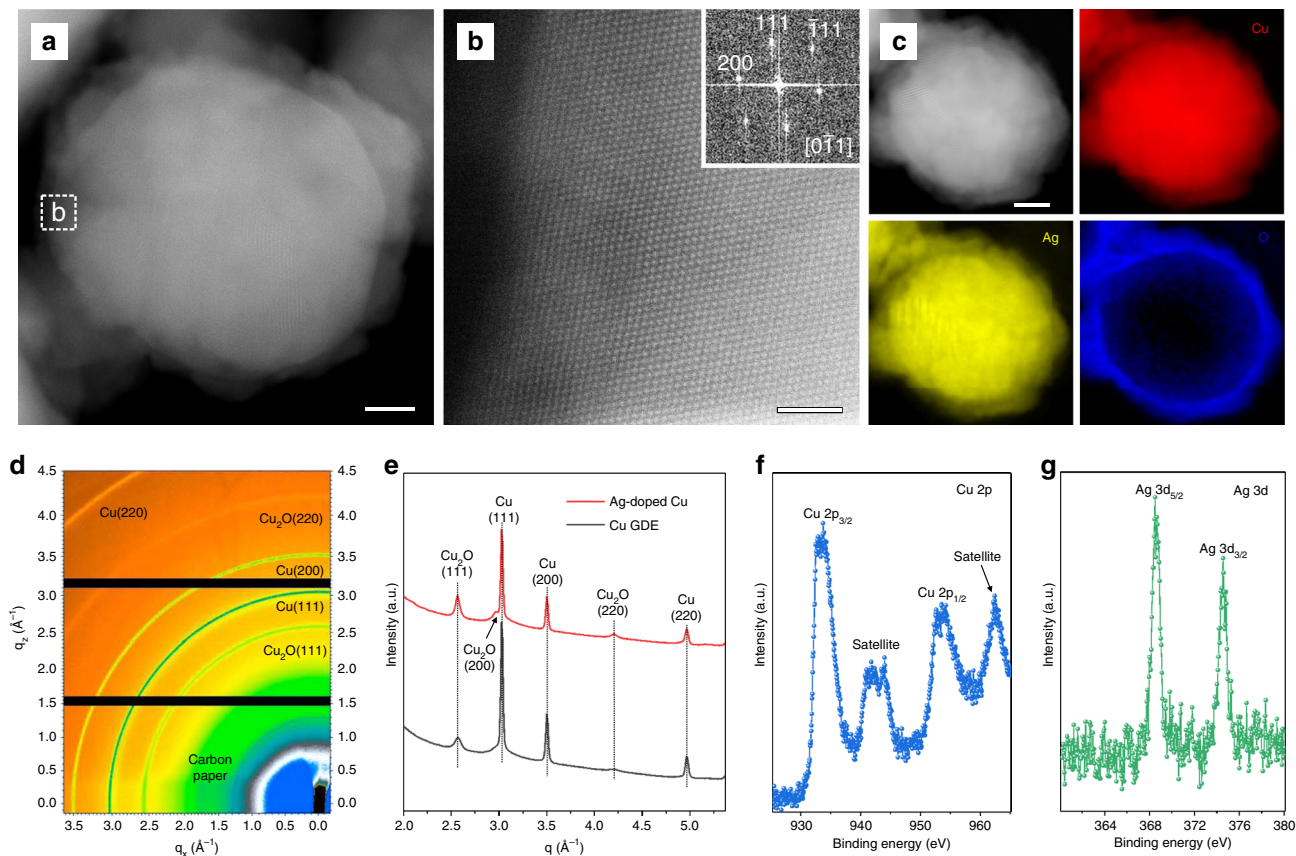 a
b
b
200
111
1̄11
[01̄1]
c
Cu
Ag
O
d
4.5
4.0
3.5
3.0
2.5
2.0
1.5
1.0
0.5
0.0
q_z (Å⁻¹)
Cu(220)
Cu₂O(220)
Cu(200)
Cu(111)
Cu₂O(111)
Carbon
paper
4.5
4.0
3.5
3.0
2.5
2.0
1.5
1.0
0.5
0.0
3.5 3.0 2.5 2.0 1.5 1.0 0.5 0.0
qₓ (Å⁻¹)
e
Intensity (a.u.)
Cu₂O
(111)
Cu
(111)
Cu₂O
(200)
Cu
(200)
Cu₂O
(220)
Cu
(220)
Ag-doped Cu
Cu GDE
2.0 2.5 3.0 3.5 4.0 4.5 5.0
q (Å⁻¹)
f
Intensity (a.u.)
Cu 2p
Cu 2p₃/₂
Satellite
Cu 2p₁/₂
Satellite
930 940 950 960
Binding energy (eV)
g
Intensity (a.u.)
Ag 3d₅/₂
Ag 3d
Ag 3d₃/₂
364 368 372 376 380
Binding energy (eV)